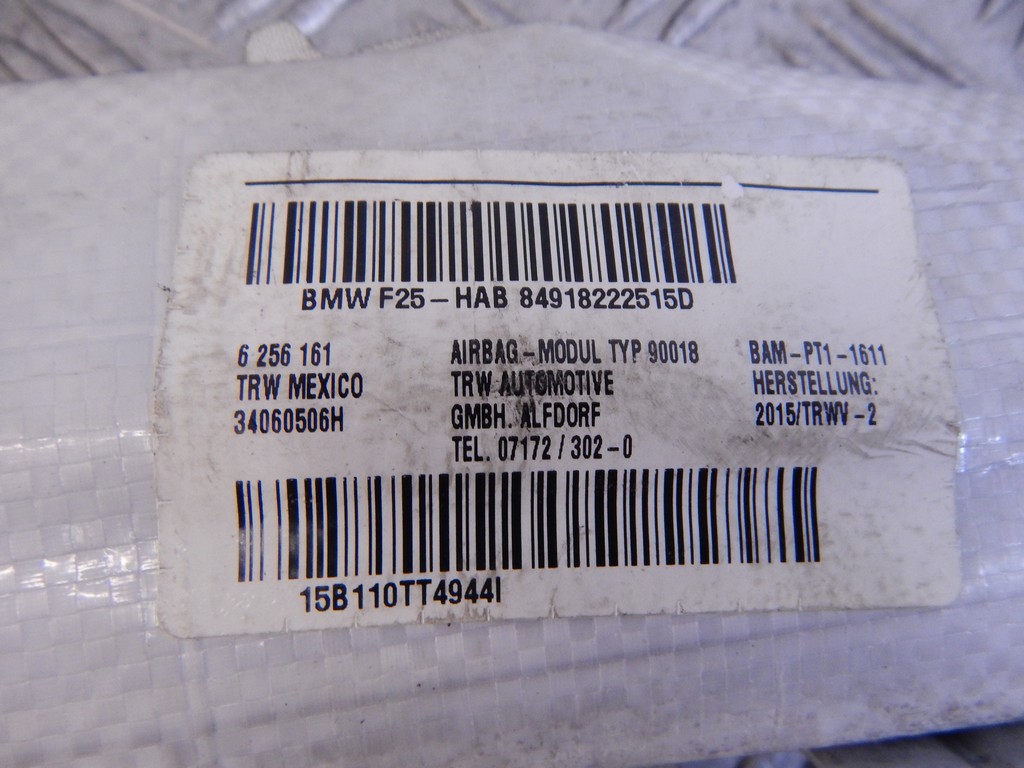 BMW F25-HAB 84918222515D
6 256 161 AIRBAG-MODUL TYP 90018 BAM-PT1-1611
TRW MEXICO TRW AUTOMOTIVE HERSTELLUNG:
34060506H GMBH. ALFDORF 2015/TRWV-2
TEL. 07172/302-0
15B110TT4944I